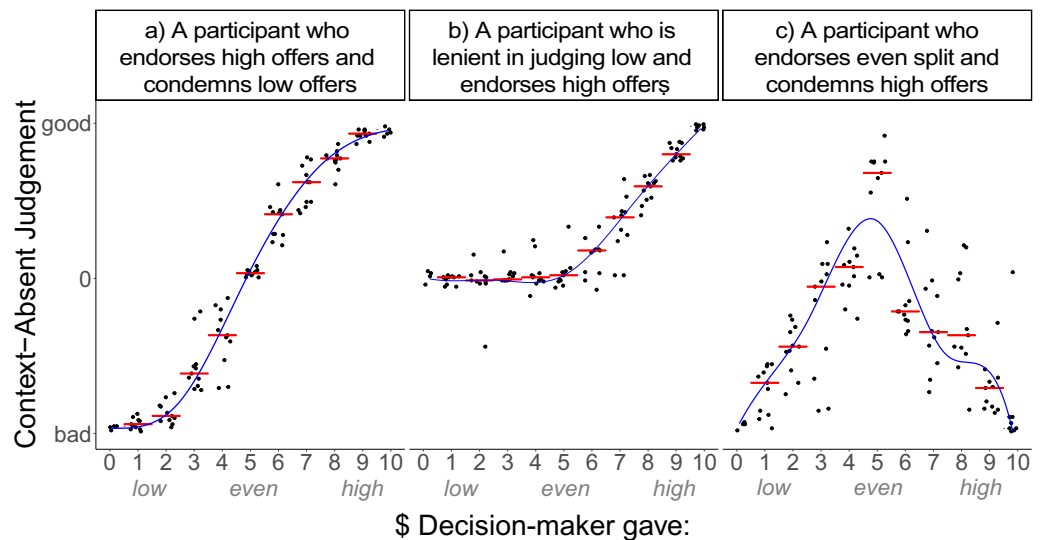 a) A participant who
endorses high offers and
condemns low offers
b) A participant who is
lenient in judging low and
endorses high offers
c) A participant who
endorses even split and
condemns high offers
Context−Absent Judgement
good
0
bad
0 1 2 3 4 5 6 7 8 9 10
low even high
0 1 2 3 4 5 6 7 8 9 10
low even high
0 1 2 3 4 5 6 7 8 9 10
low even high
$ Decision-maker gave: